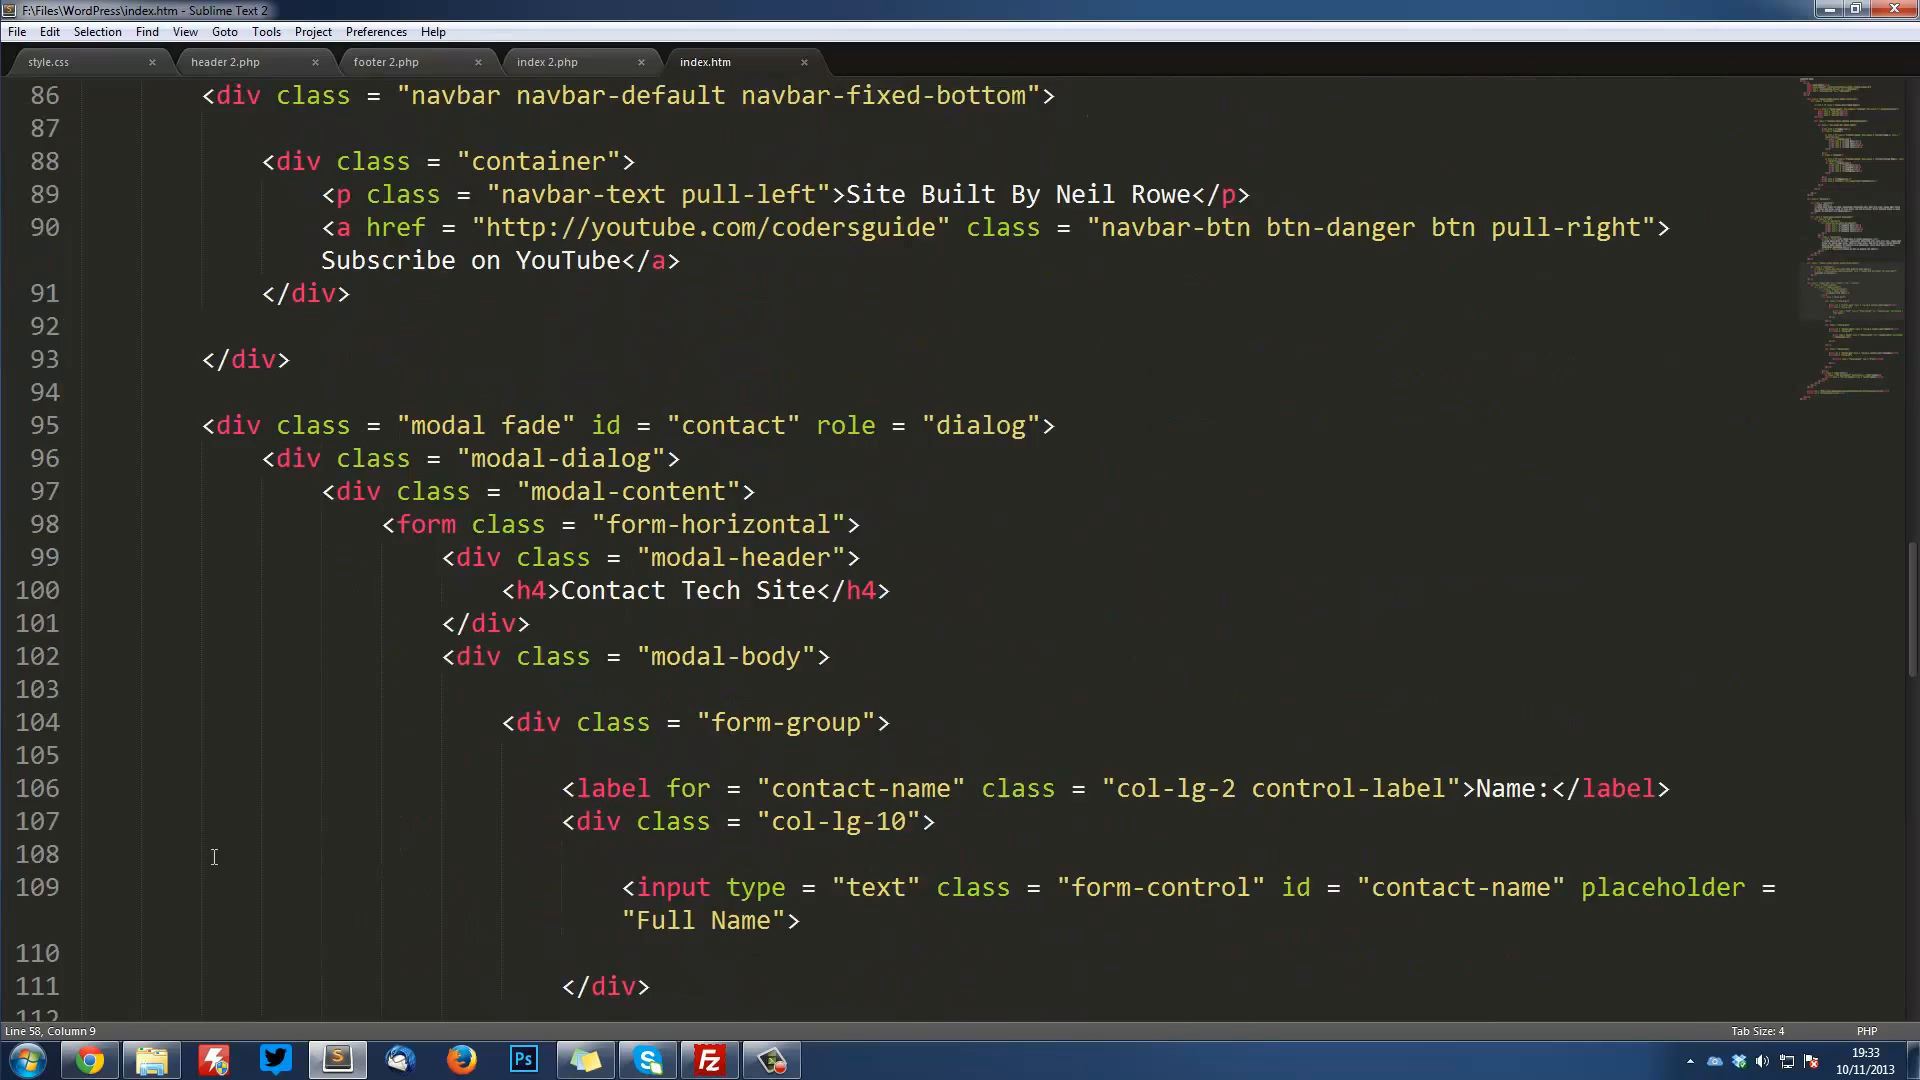 F:\Files\WordPress\index.htm - Sublime Text 2
File Edit Selection Find View Goto Tools Project Preferences Help
style.css × header 2.php × footer 2.php × index 2.php × index.htm ×
86 <div class = "navbar navbar-default navbar-fixed-bottom">
87
88 <div class = "container">
89 <p class = "navbar-text pull-left">Site Built By Neil Rowe</p>
90 <a href = "http://youtube.com/codersguide" class = "navbar-btn btn-danger btn pull-right">
Subscribe on YouTube</a>
91 </div>
92
93 </div>
94
95 <div class = "modal fade" id = "contact" role = "dialog">
96 <div class = "modal-dialog">
97 <div class = "modal-content">
98 <form class = "form-horizontal">
99 <div class = "modal-header">
100 <h4>Contact Tech Site</h4>
101 </div>
102 <div class = "modal-body">
103
104 <div class = "form-group">
105
106 <label for = "contact-name" class = "col-lg-2 control-label">Name:</label>
107 <div class = "col-lg-10">
108
109 <input type = "text" class = "form-control" id = "contact-name" placeholder =
"Full Name">
110
111 </div>
112
Line 58, Column 9 Tab Size: 4 PHP
Ps S Fz
19:33
10/11/2013